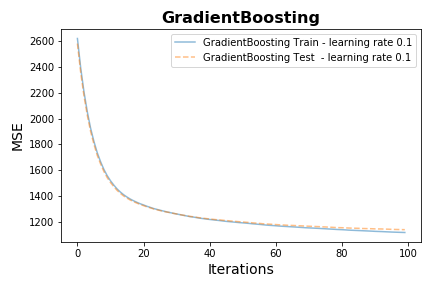 GradientBoosting
GradientBoosting Train - learning rate 0.1
GradientBoosting Test - learning rate 0.1
MSE
2600
2400
2200
2000
1800
1600
1400
1200
0 20 40 60 80 100
Iterations